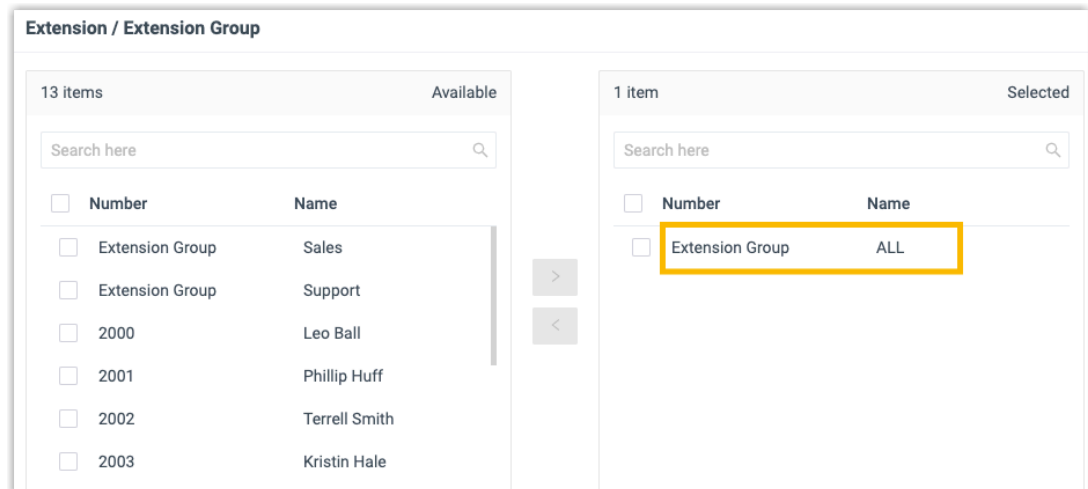 Extension / Extension Group
13 items Available
Search here
Number Name
Extension Group Sales
Extension Group Support
2000 Leo Ball
2001 Phillip Huff
2002 Terrell Smith
2003 Kristin Hale
>
<
1 item Selected
Search here
Number Name
Extension Group ALL